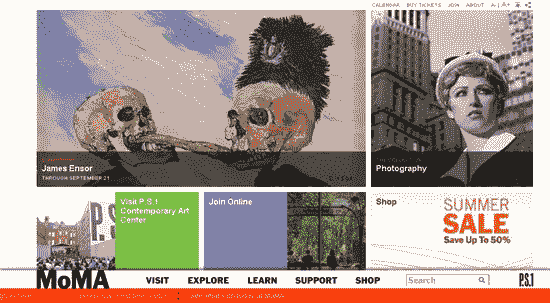 CALENDAR BUY TICKETS JOIN ABOUT A- | A+
James Ensor
THROUGH SEPTEMBER 21
Photography
Visit P.S.1
Contemporary Art
Center
Join Online
Shop
SUMMER
SALE
Save Up To 50%
P.S.
MoMA
VISIT EXPLORE LEARN SUPPORT SHOP
Search
P.S.1